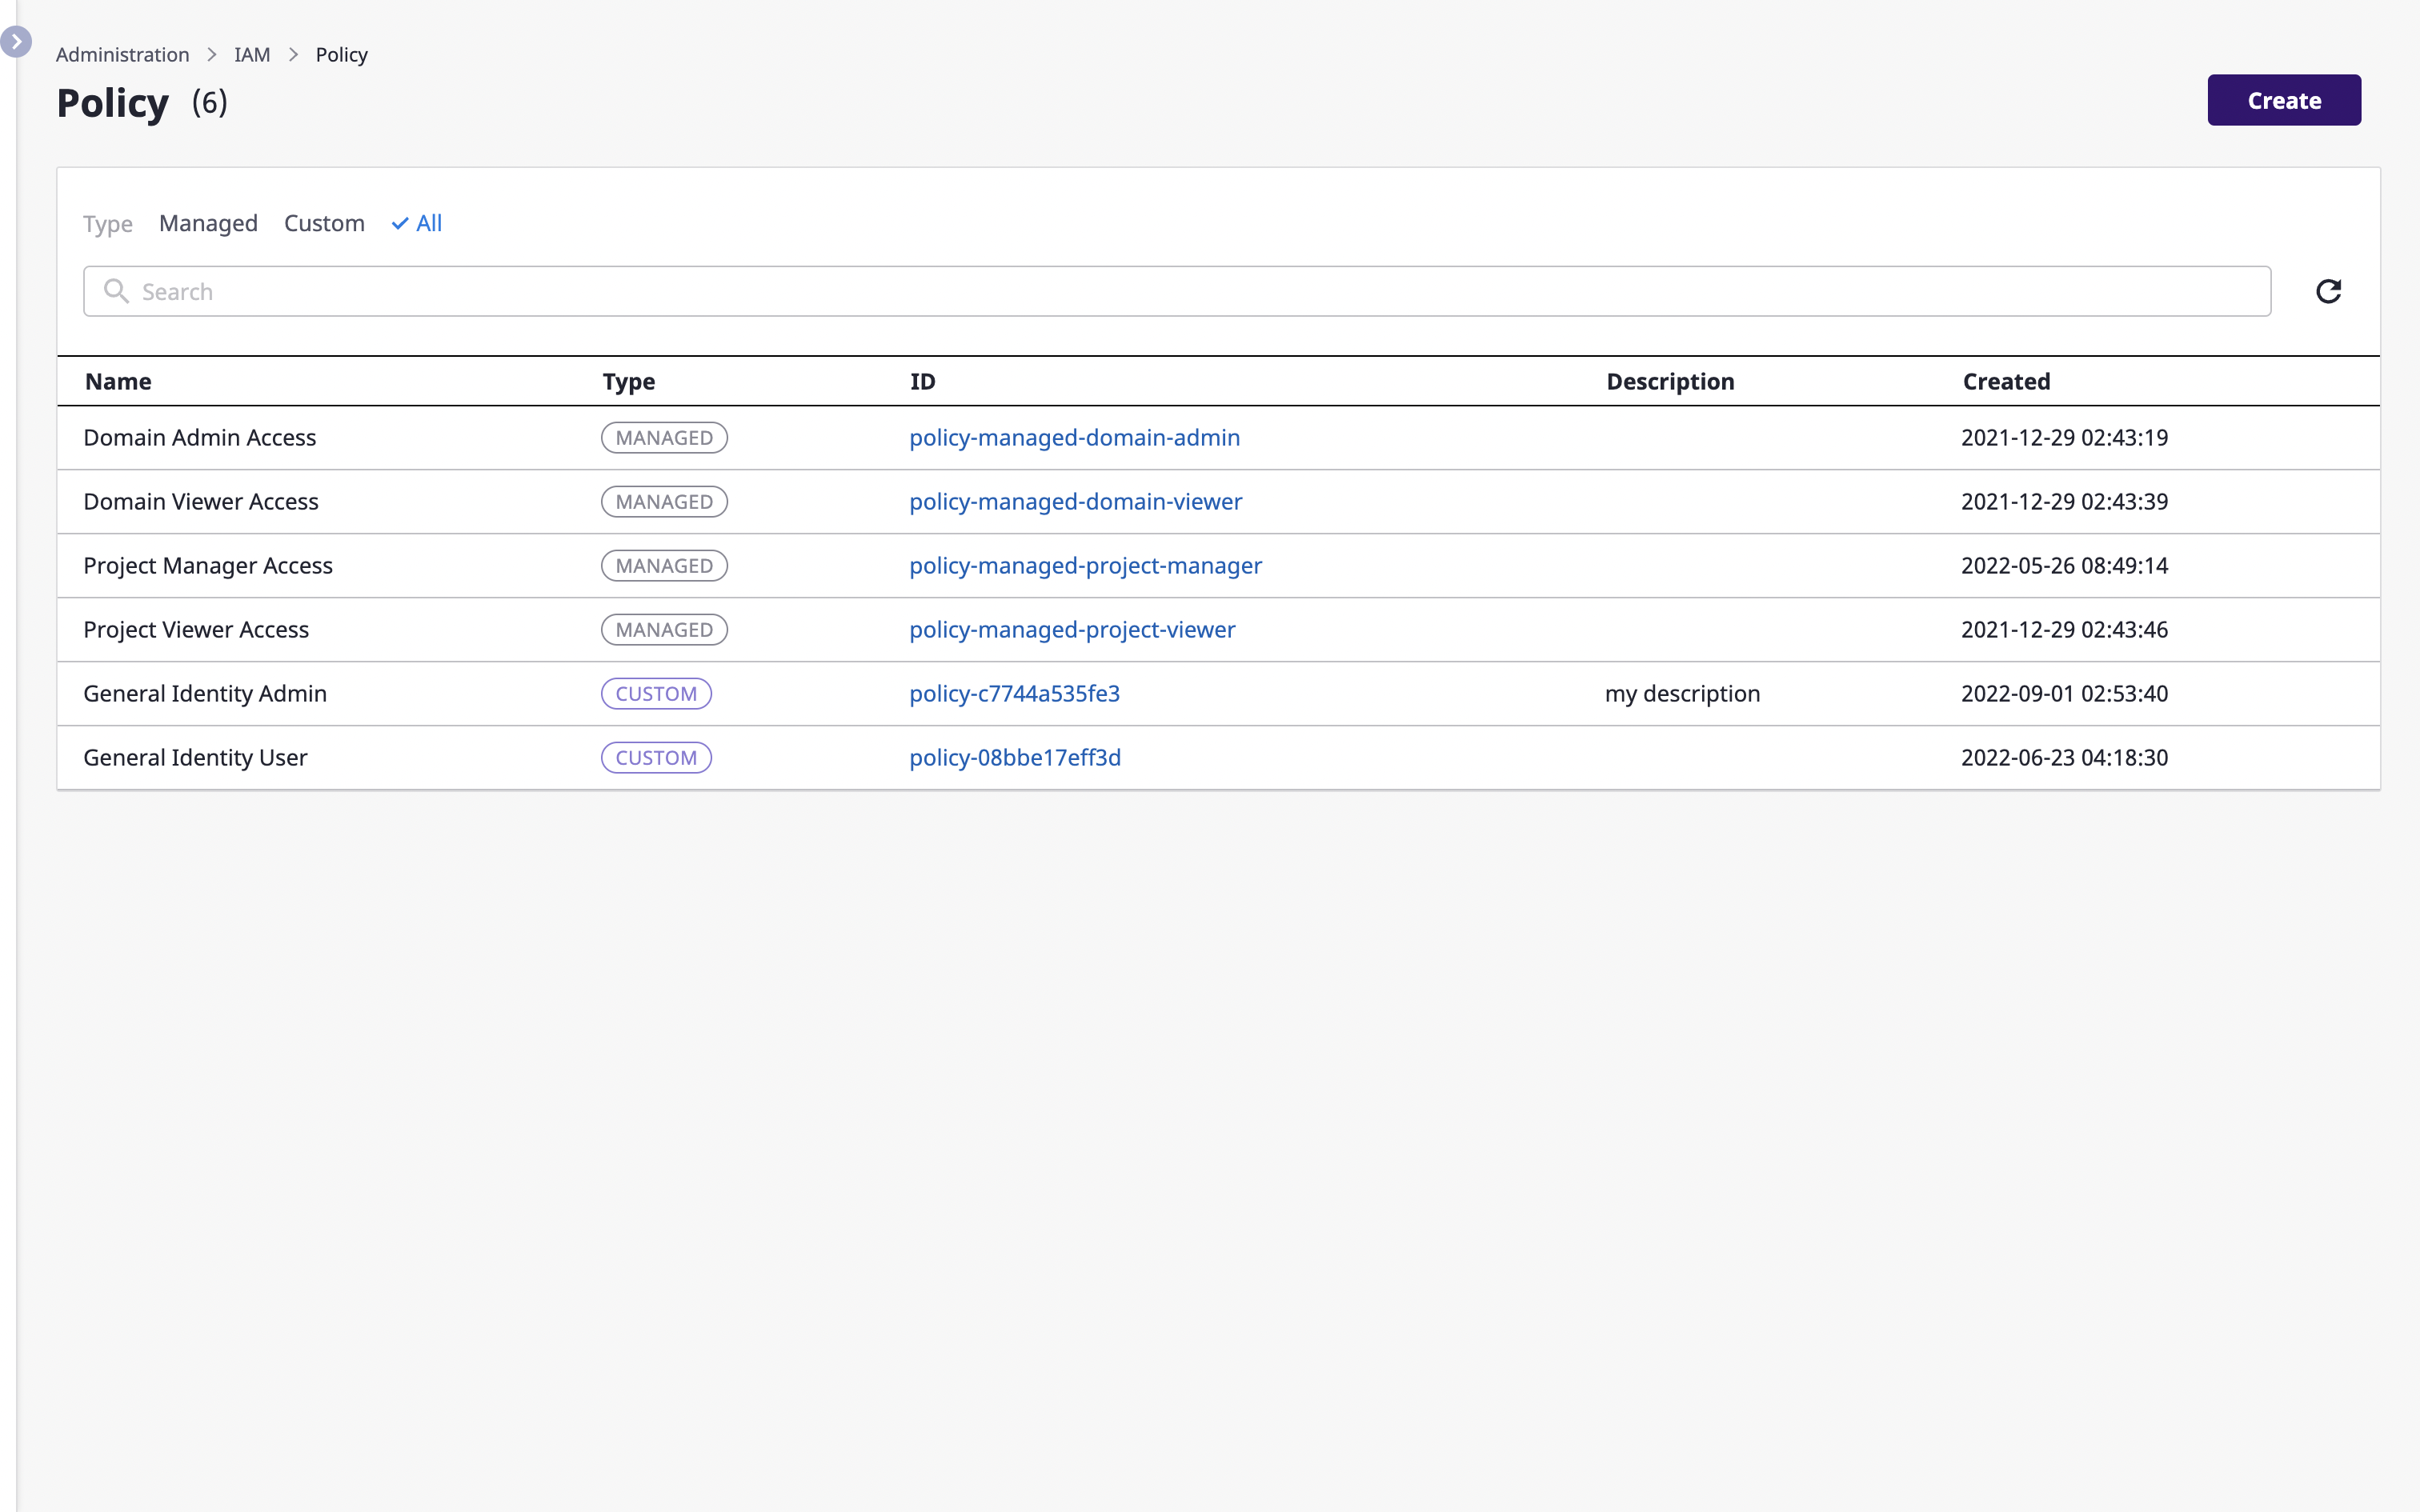 Administration > IAM > Policy
Policy (6)
Create
Type Managed Custom All
Search
Name Type ID Description Created
Domain Admin Access MANAGED policy-managed-domain-admin 2021-12-29 02:43:19
Domain Viewer Access MANAGED policy-managed-domain-viewer 2021-12-29 02:43:39
Project Manager Access MANAGED policy-managed-project-manager 2022-05-26 08:49:14
Project Viewer Access MANAGED policy-managed-project-viewer 2021-12-29 02:43:46
General Identity Admin CUSTOM policy-c7744a535fe3 my description 2022-09-01 02:53:40
General Identity User CUSTOM policy-08bbe17eff3d 2022-06-23 04:18:30